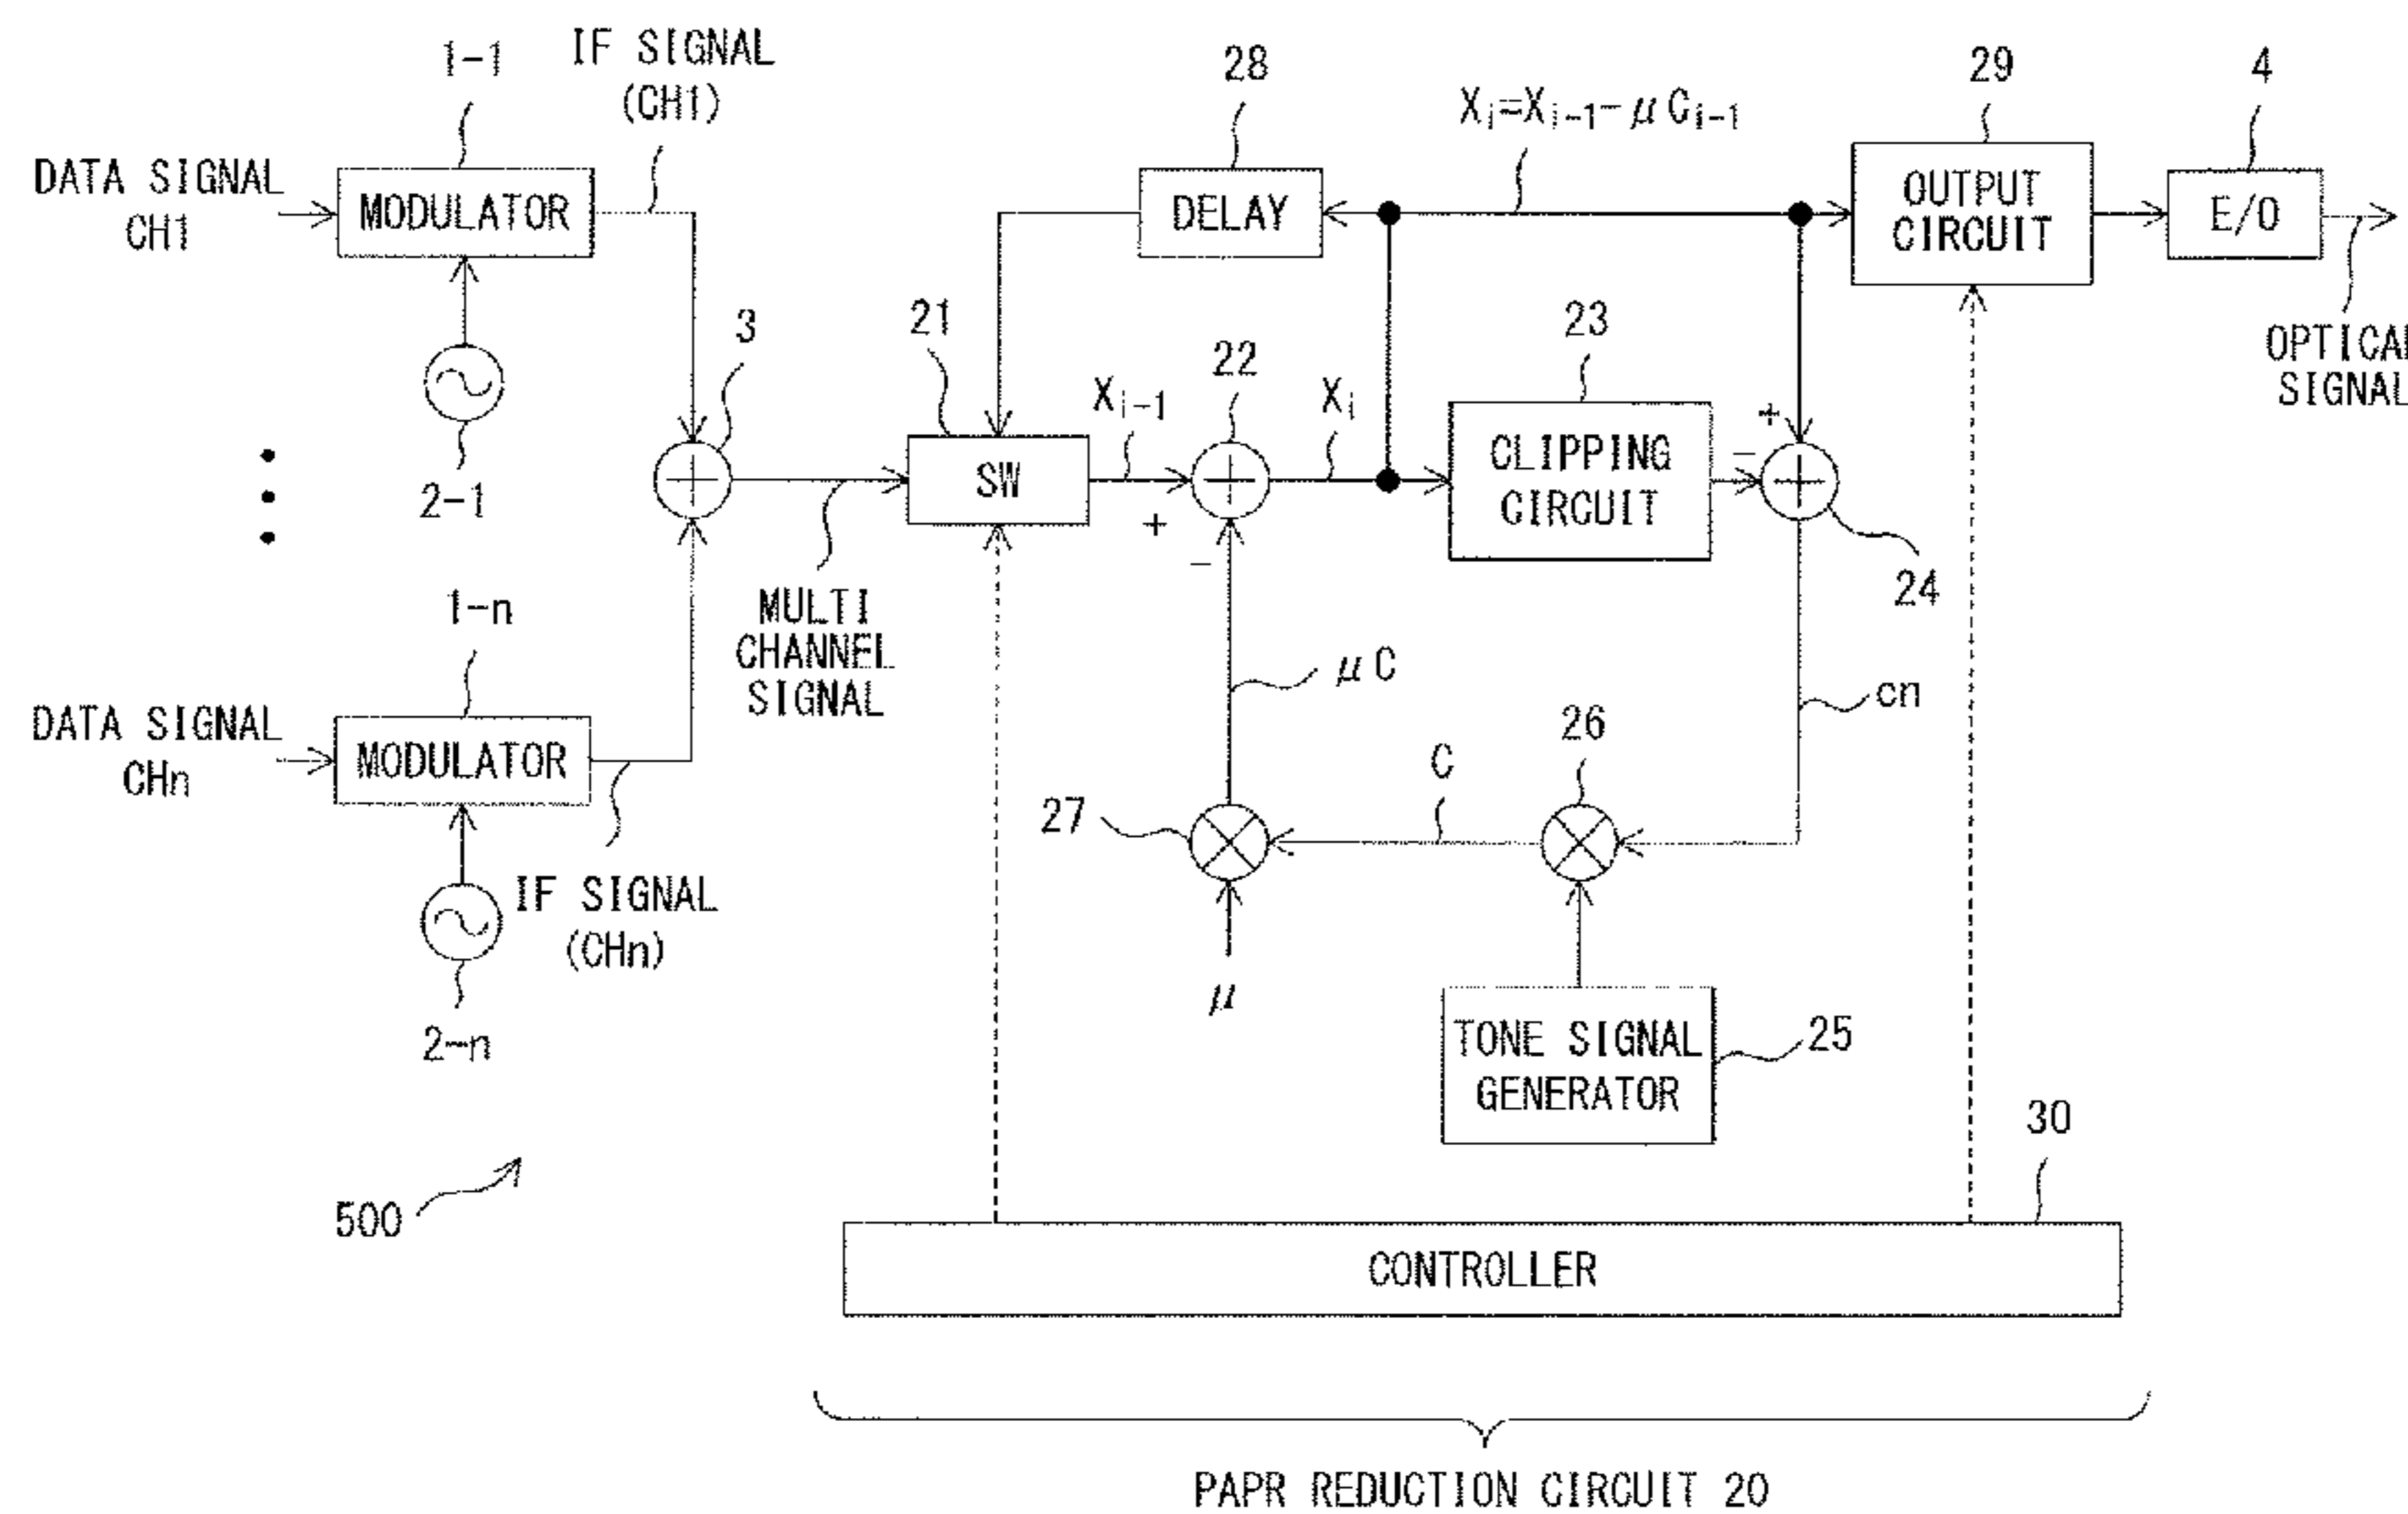 1-1
IF SIGNAL
(CH1)
28
Xi=Xi-1-μCi-1
29
4
DATA SIGNAL
CH1
MODULATOR
DELAY
OUTPUT
CIRCUIT
E/O
OPTICAL
SIGNAL
2-1
3
21
22
23
Xi-1
Xi
+
-
SW
+
-
CLIPPING
CIRCUIT
24
MULTI
CHANNEL
SIGNAL
1-n
DATA SIGNAL
CHn
MODULATOR
μC
cn
26
C
27
IF SIGNAL
(CHn)
2-n
μ
TONE SIGNAL
GENERATOR
25
30
500
CONTROLLER
PAPR REDUCTION CIRCUIT 20